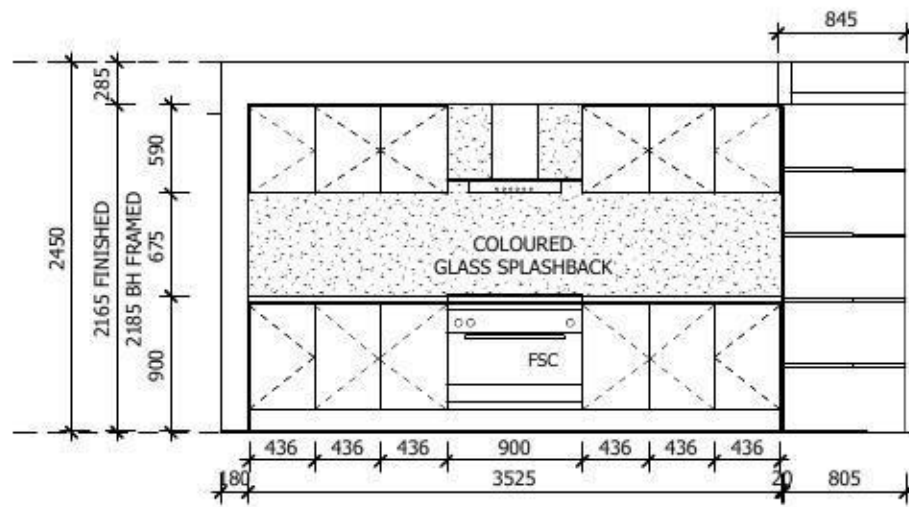 845
285
590
2450
2165 FINISHED
2185 BH FRAMED
675
COLOURED
GLASS SPLASHBACK
900
FSC
436 436 436 900 436 436 436
180 3525 20 805